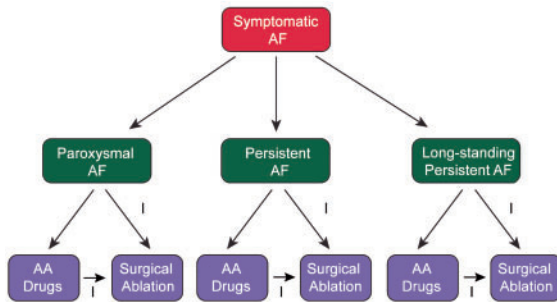 Symptomatic
AF
Paroxysmal
AF
Persistent
AF
Long-standing
Persistent AF
I
I
I
AA
Drugs
I
Surgical
Ablation
AA
Drugs
I
Surgical
Ablation
AA
Drugs
I
Surgical
Ablation